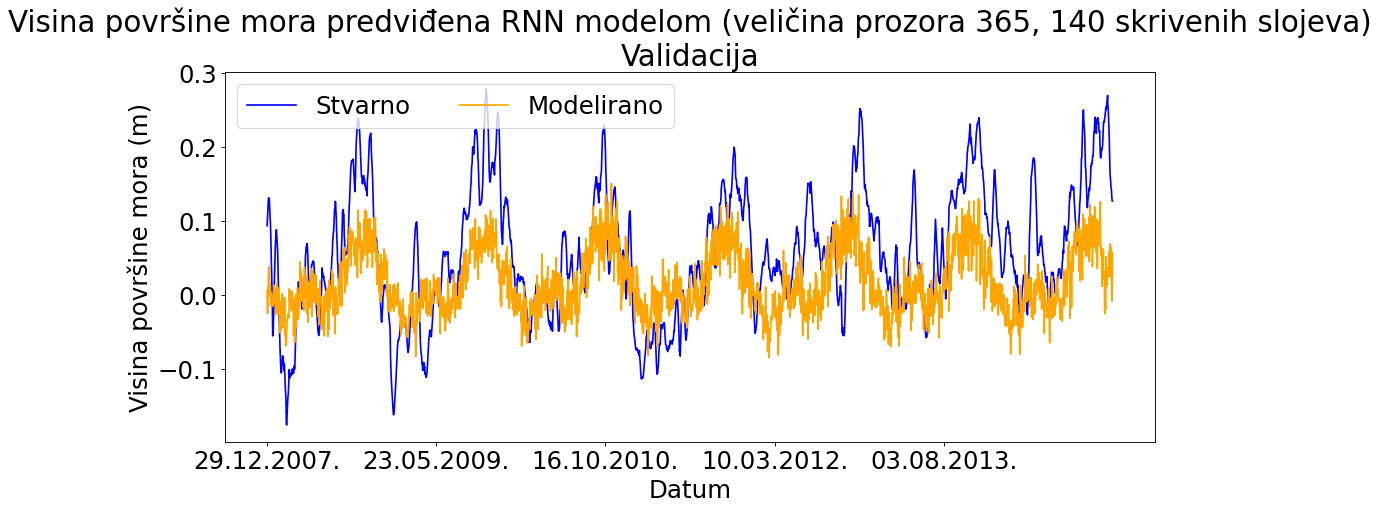 Visina površine mora predviđena RNN modelom (veličina prozora 365, 140 skrivenih slojeva)
Validacija
Stvarno Modelirano
Visina površine mora (m)
0.3
0.2
0.1
0.0
−0.1
29.12.2007. 23.05.2009. 16.10.2010. 10.03.2012. 03.08.2013.
Datum